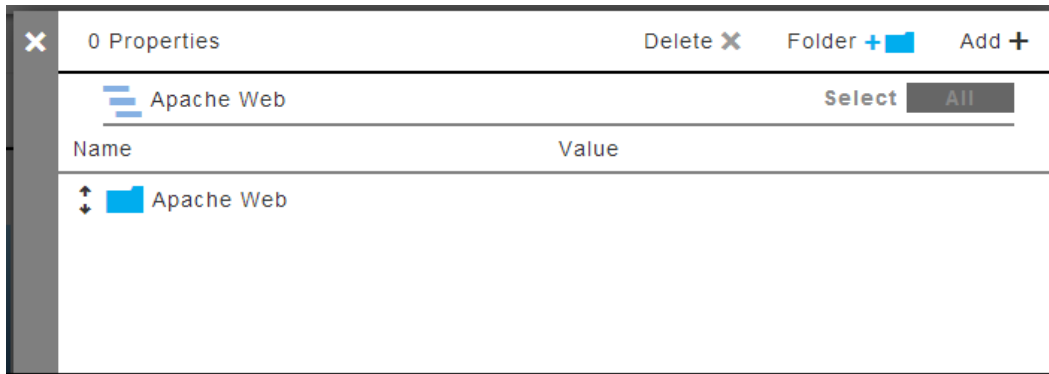 0 Properties Delete Folder Add
Apache Web Select All
Name Value
Apache Web